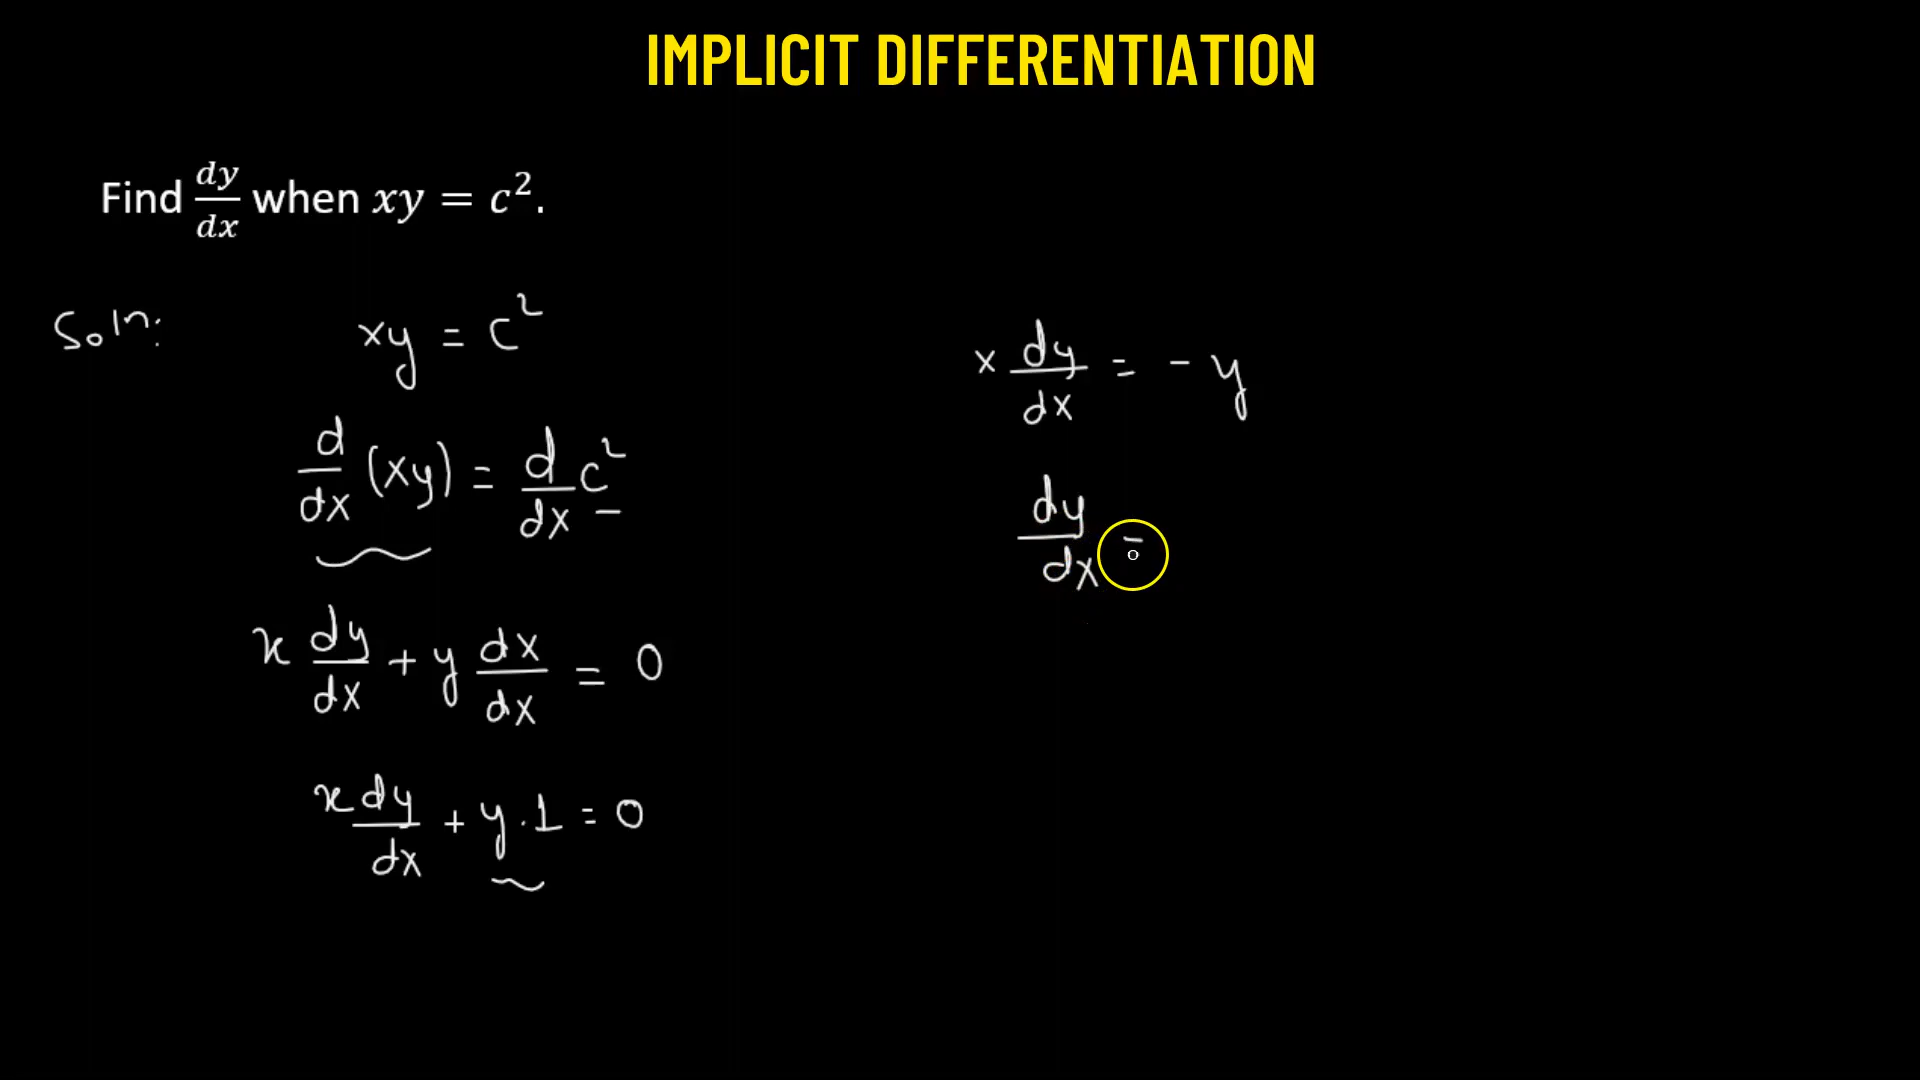 IMPLICIT DIFFERENTIATION
Find dy/dx when xy = c².
Soln:
xy = c²
d/dx (xy) = d/dx c²
x dy/dx + y dx/dx = 0
x dy/dx + y . 1 = 0
x dy/dx = - y
dy/dx =